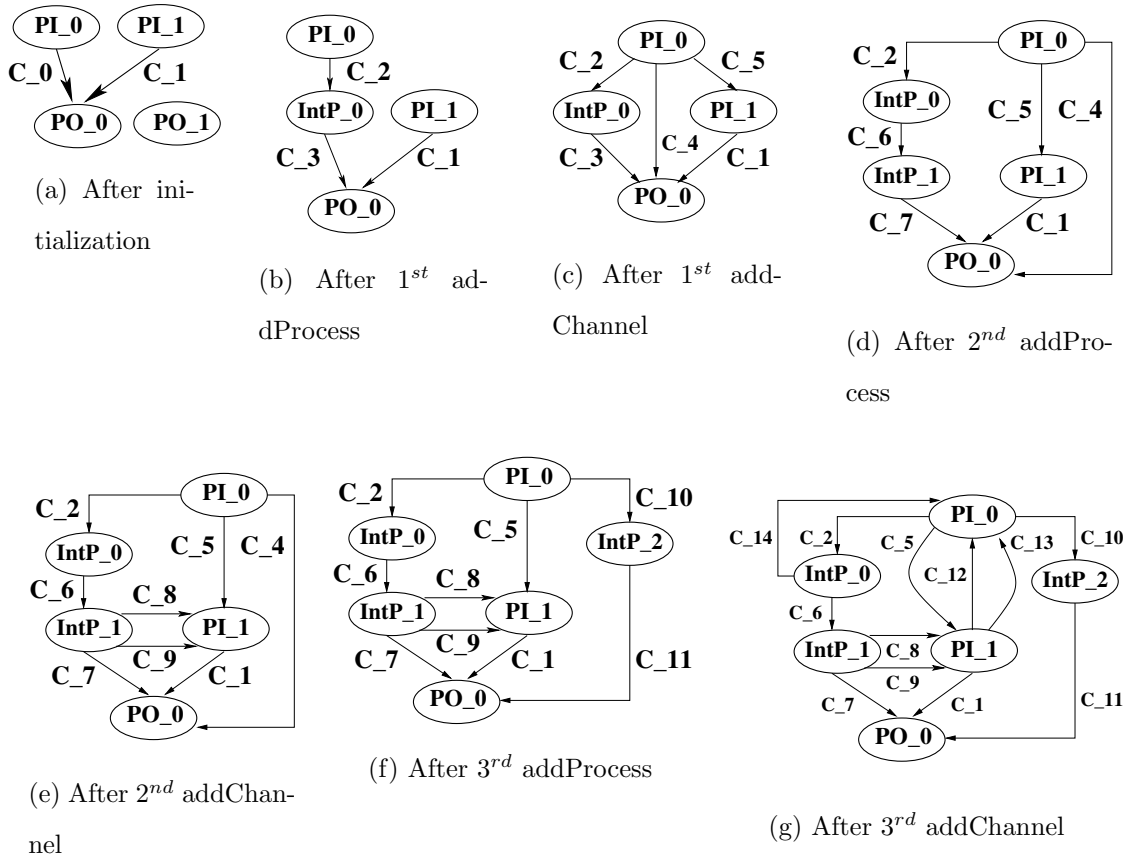 PI_0 PI_1
C_0 C_1
PO_0 PO_1
(a) After ini-
tialization
PI_0
C_2
IntP_0 PI_1
C_3 C_1
PO_0
(b) After 1st ad-
dProcess
PI_0
C_2 C_5
IntP_0 PI_1
C_3 C_4 C_1
PO_0
(c) After 1st add-
Channel
PI_0
C_2
IntP_0
C_5 C_4
C_6
IntP_1 PI_1
C_7 C_1
PO_0
(d) After 2nd addPro-
cess
PI_0
C_2
C_5 C_4
IntP_0
C_6 C_8
IntP_1 PI_1
C_9
C_7 C_1
PO_0
(e) After 2nd addChan-
nel
PI_0
C_2 C_10
C_5
IntP_0 IntP_2
C_6 C_8
IntP_1 PI_1
C_9
C_7 C_1 C_11
PO_0
(f) After 3rd addProcess
PI_0
C_14 C_2 C_5 C_13 C_10
IntP_0 C_12 IntP_2
C_6
IntP_1 C_8 PI_1
C_9
C_7 C_1 C_11
PO_0
(g) After 3rd addChannel